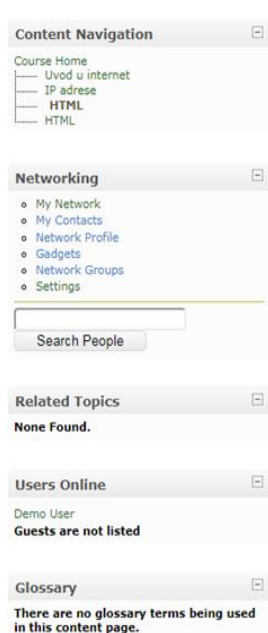 Content Navigation
Course Home
Uvod u internet
IP adrese
HTML
HTML
Networking
My Network
My Contacts
Network Profile
Gadgets
Network Groups
Settings
Search People
Related Topics
None Found.
Users Online
Demo User
Guests are not listed
Glossary
There are no glossary terms being used
in this content page.